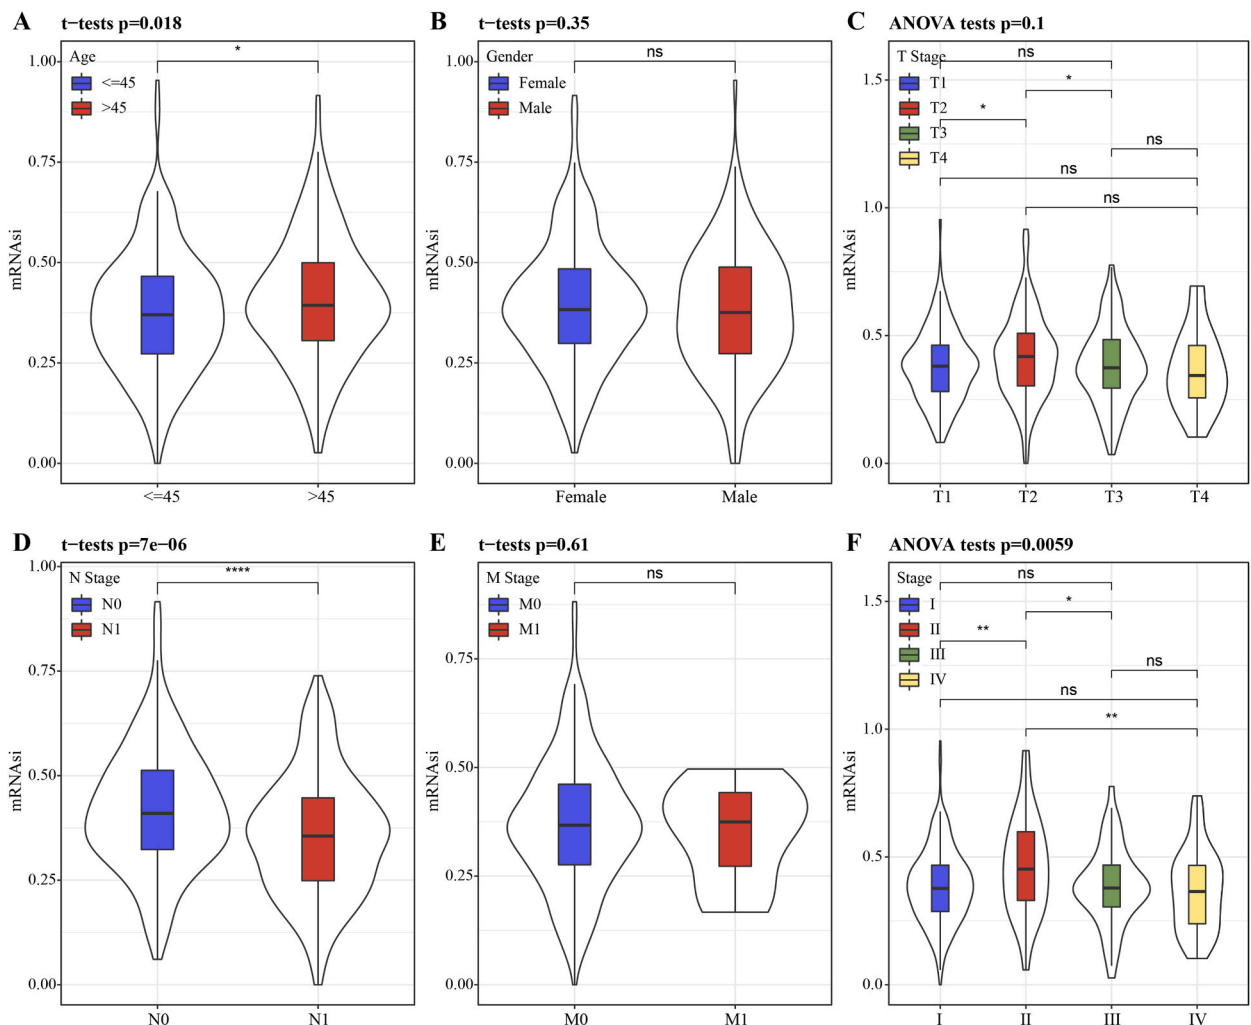 A t−tests p=0.018
*
1.00
Age
<=45
>45
0.75
0.50
mRNAsi
0.25
0.00
<=45 >45
B t−tests p=0.35
ns
1.00
Gender
Female
Male
0.75
0.50
mRNAsi
0.25
0.00
Female Male
C ANOVA tests p=0.1
ns
T Stage
1.5
T1
*
T2
*
T3
ns
T4
ns
ns
1.0
mRNAsi
0.5
0.0
T1 T2 T3 T4
D t−tests p=7e−06
1.00
****
N Stage
N0
N1
0.75
0.50
mRNAsi
0.25
0.00
N0 N1
E t−tests p=0.61
ns
M Stage
M0
M1
0.75
0.50
mRNAsi
0.25
0.00
M0 M1
F ANOVA tests p=0.0059
ns
Stage
1.5
I
*
II
**
III
ns
IV
ns
**
1.0
mRNAsi
0.5
0.0
I II III IV